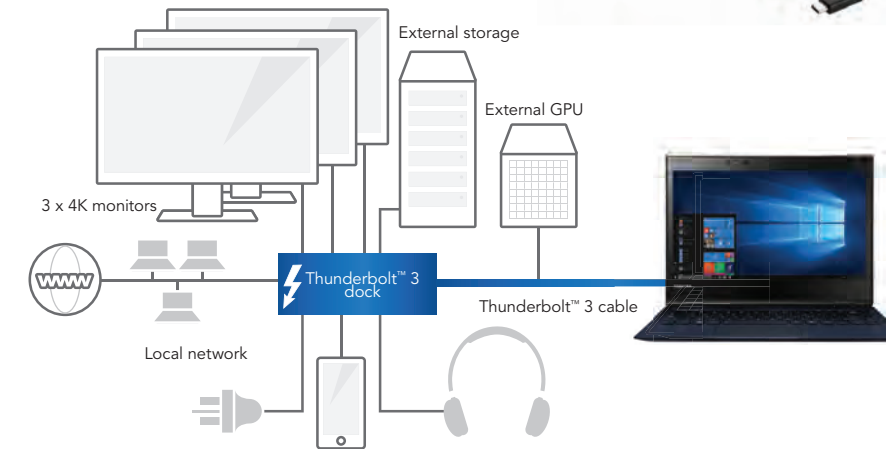 External storage
External GPU
3 x 4K monitors
www
Thunderbolt™ 3
dock
Thunderbolt™ 3 cable
Local network